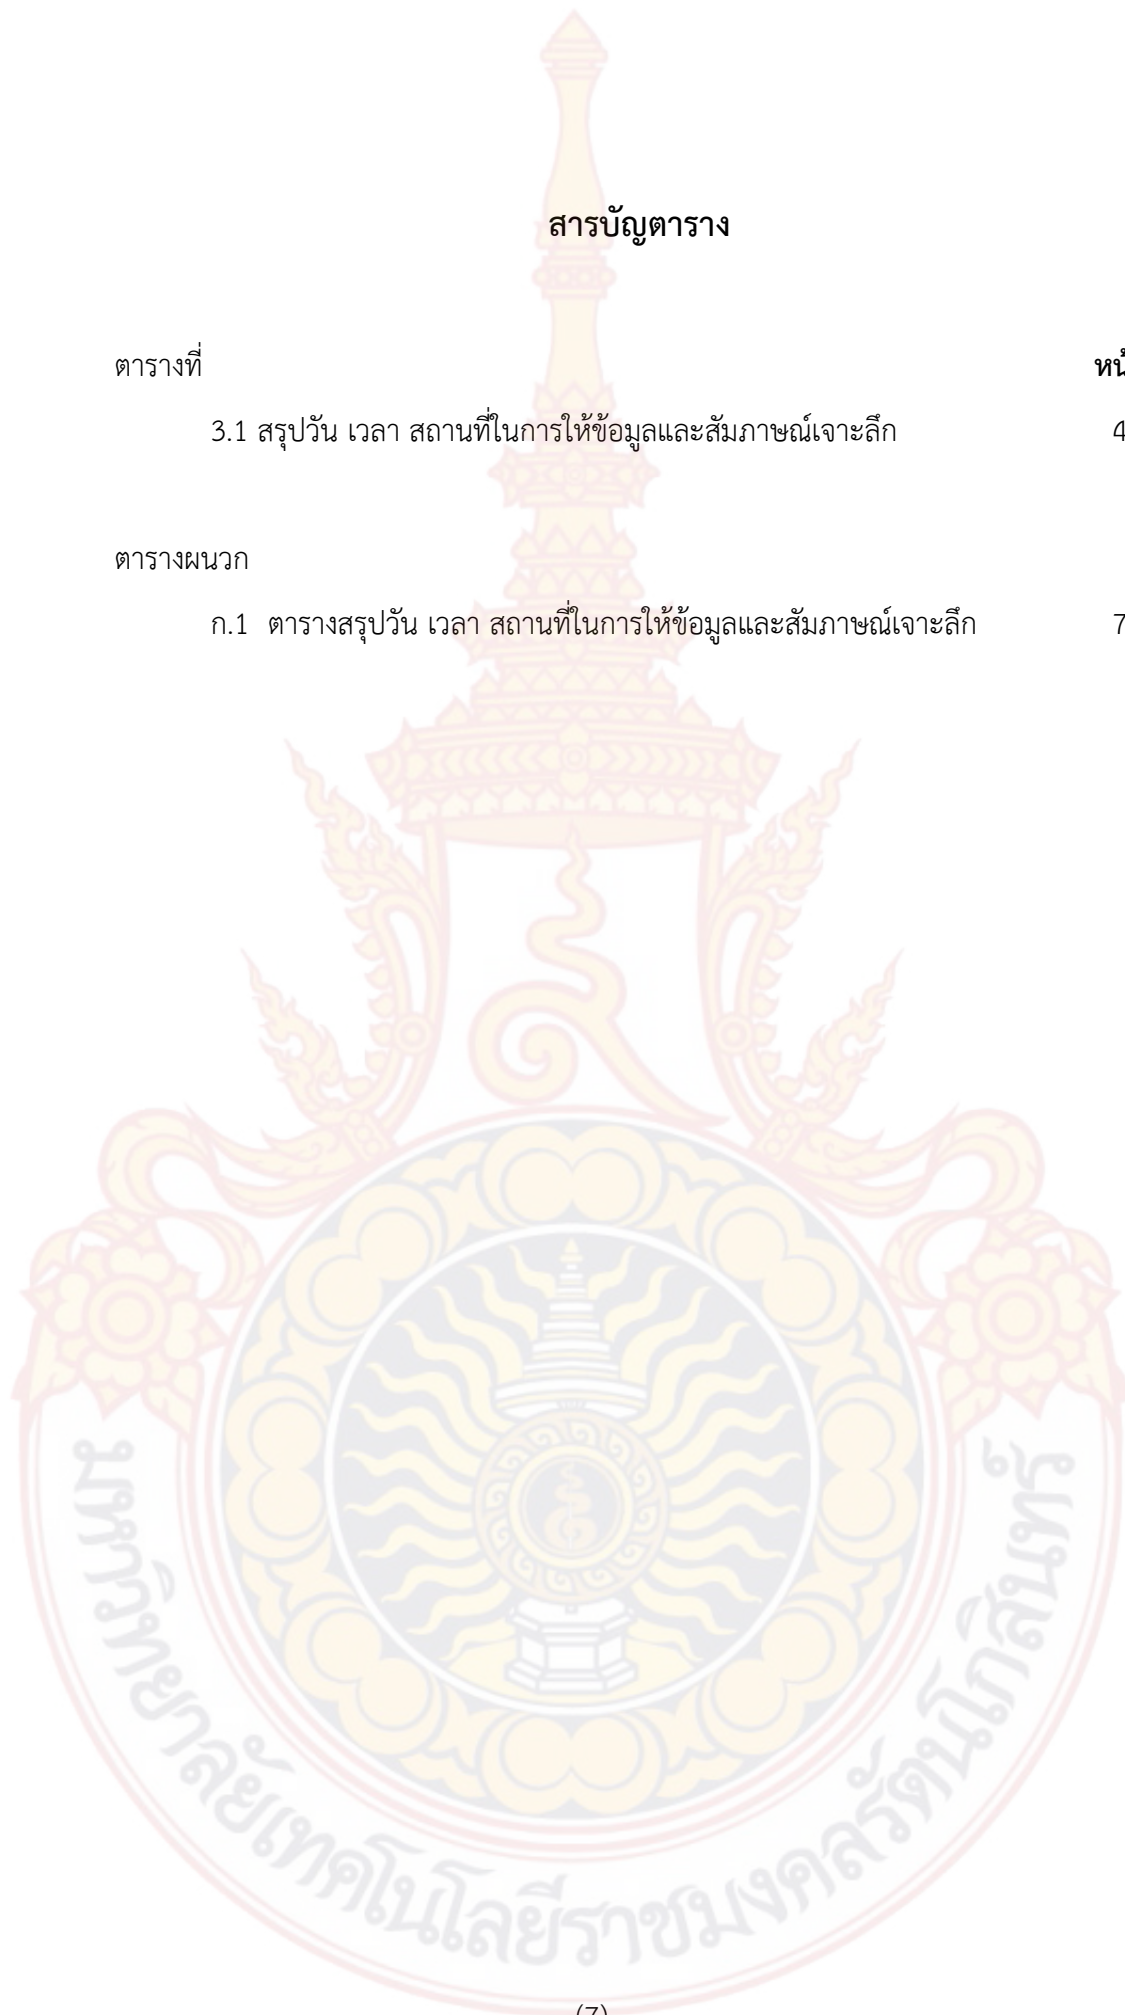 สารบัญตาราง
ตารางที่ หน้
3.1 สรุปวัน เวลา สถานที่ในการให้ข้อมูลและสัมภาษณ์เจาะลึก 4
ตารางผนวก
ก.1 ตารางสรุปวัน เวลา สถานที่ในการให้ข้อมูลและสัมภาษณ์เจาะลึก 7
มหาวิทยาลัยเทคโนโลยีราชมงคลรัตนโกสินทร์
(7)